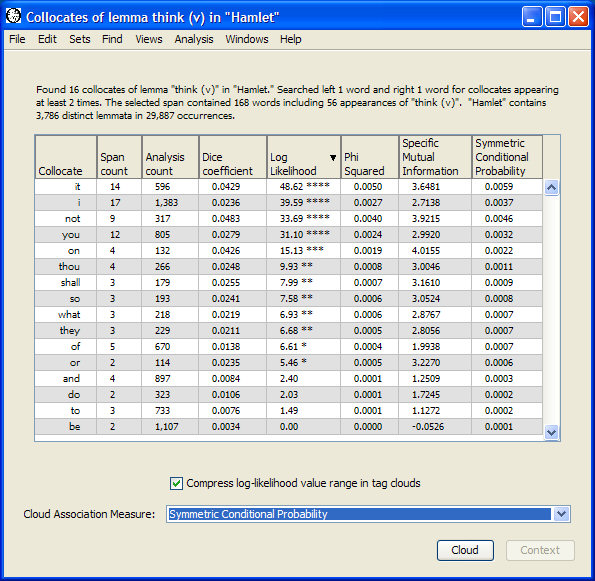 Collocates of lemma think (v) in "Hamlet"
File Edit Sets Find Views Analysis Windows Help
Found 16 collocates of lemma "think (v)" in "Hamlet." Searched left 1 word and right 1 word for collocates appearing
at least 2 times. The selected span contained 168 words including 56 appearances of "think (v)". "Hamlet" contains
3,786 distinct lemmata in 29,887 occurrences.
Collocate Span count Analysis count Dice coefficient Log Likelihood Phi Squared Specific Mutual Information Symmetric Conditional Probability
it 14 596 0.0429 48.62 **** 0.0050 3.6481 0.0059
i 17 1,383 0.0236 39.59 **** 0.0027 2.7138 0.0037
not 9 317 0.0483 33.69 **** 0.0040 3.9215 0.0046
you 12 805 0.0279 31.10 **** 0.0024 2.9920 0.0032
on 4 132 0.0426 15.13 *** 0.0019 4.0155 0.0022
thou 4 266 0.0248 9.93 ** 0.0008 3.0046 0.0011
shall 3 179 0.0255 7.99 ** 0.0007 3.1610 0.0009
so 3 193 0.0241 7.58 ** 0.0006 3.0524 0.0008
what 3 218 0.0219 6.93 ** 0.0006 2.8767 0.0007
they 3 229 0.0211 6.68 ** 0.0005 2.8056 0.0007
of 5 670 0.0138 6.61 * 0.0004 1.9938 0.0007
or 2 114 0.0235 5.46 * 0.0005 3.2270 0.0006
and 4 897 0.0084 2.40 0.0001 1.2509 0.0003
do 2 323 0.0106 2.03 0.0001 1.7245 0.0002
to 3 733 0.0076 1.49 0.0001 1.1272 0.0002
be 2 1,107 0.0034 0.00 0.0000 -0.0526 0.0001
Compress log-likelihood value range in tag clouds
Cloud Association Measure: Symmetric Conditional Probability
Cloud Context